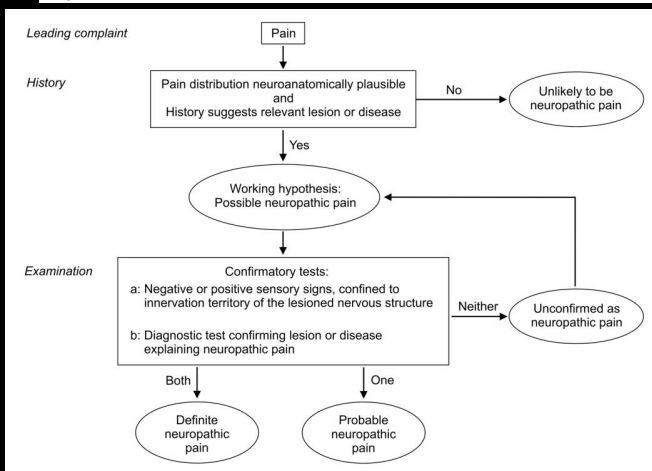 Leading complaint
Pain
History
Pain distribution neuroanatomically plausible
and
History suggests relevant lesion or disease
No
Unlikely to be
neuropathic pain
Yes
Working hypothesis:
Possible neuropathic pain
Examination
Confirmatory tests:
a: Negative or positive sensory signs, confined to
innervation territory of the lesioned nervous structure
b: Diagnostic test confirming lesion or disease
explaining neuropathic pain
Neither
Unconfirmed as
neuropathic pain
Both
One
Definite
neuropathic
pain
Probable
neuropathic
pain